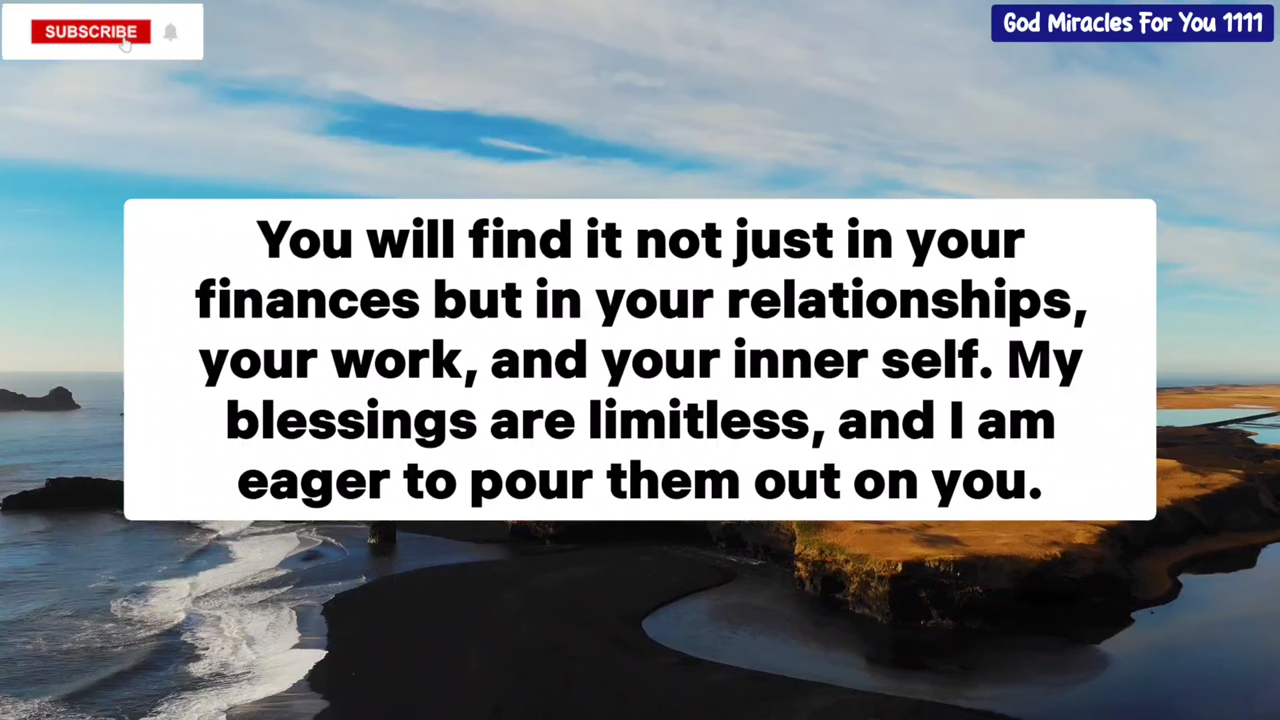 SUBSCRIBE
God Miracles For You 1111
You will find it not just in your
finances but in your relationships,
your work, and your inner self. My
blessings are limitless, and I am
eager to pour them out on you.